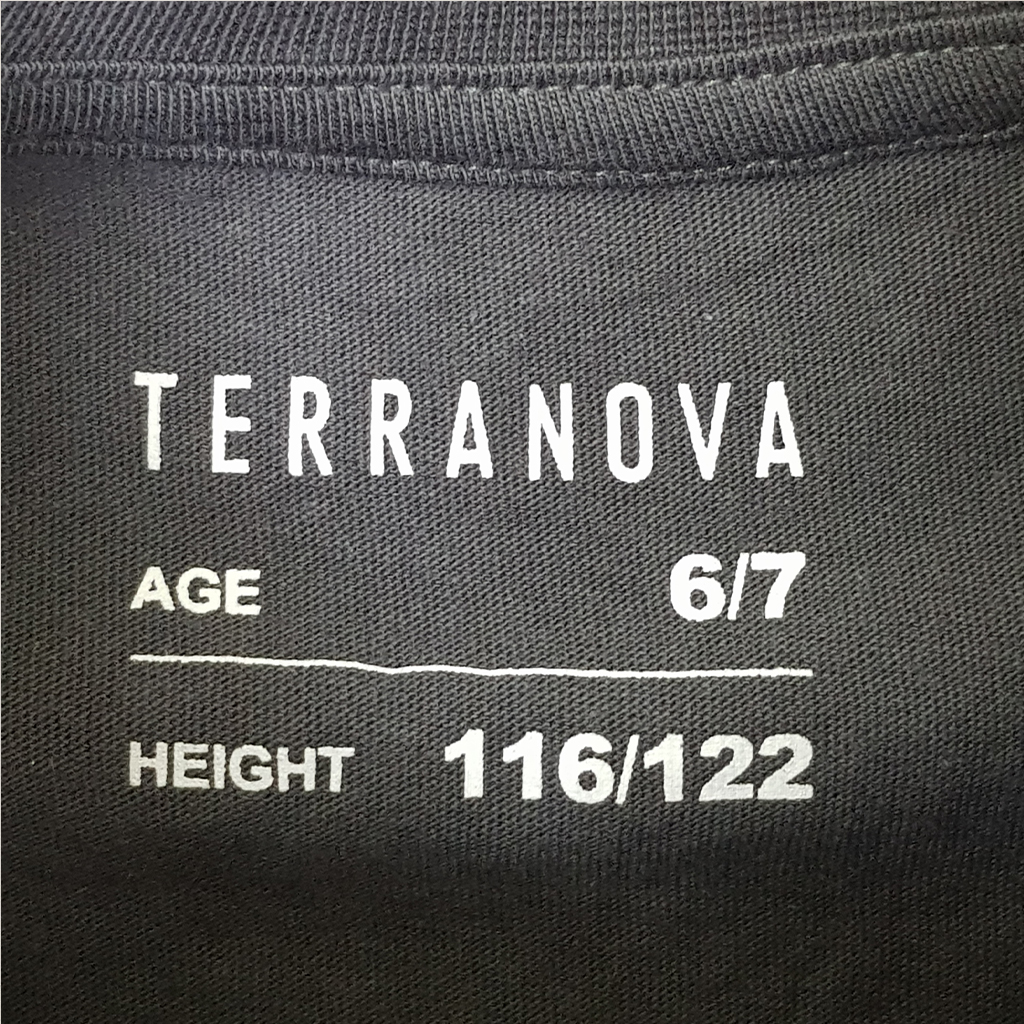 TERRANOVA
AGE 6/7
HEIGHT 116/122